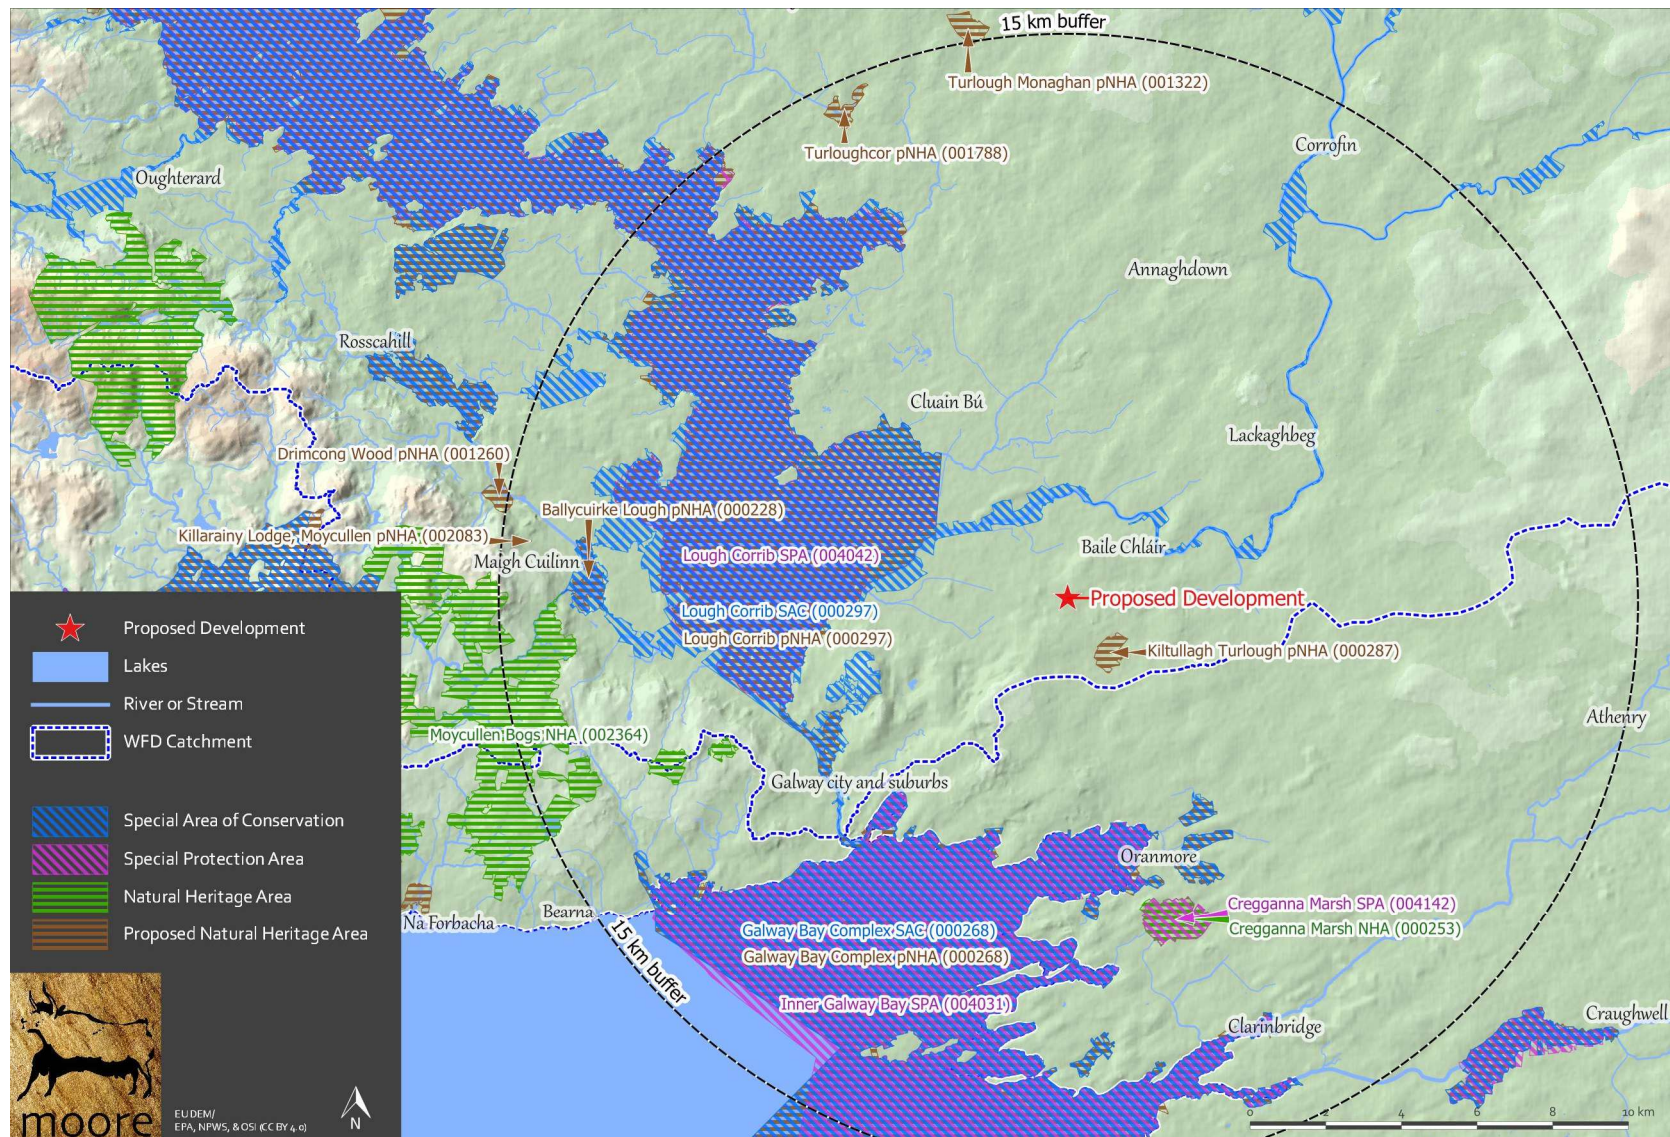 15 km buffer
Turlough Monaghan pNHA (001322)
Turloughcor pNHA (001788)
Corrofin
Oughterard
Annaghdown
Rosscahill
Cluain Bú
Lackaghbeg
Drimcong Wood pNHA (001260)
Ballycuirke Lough pNHA (000228)
Killarainy Lodge, Moycullen pNHA (002083)
Maigh Cuilinn
Lough Corrib SPA (004042)
Baile Chláir
Proposed Development
Lough Corrib SAC (000297)
Lough Corrib pNHA (000297)
Kiltullagh Turlough pNHA (000287)
Athenry
Moycullen Bogs NHA (002364)
Galway city and suburbs
Oranmore
Cregganna Marsh SPA (004142)
Cregganna Marsh NHA (000253)
Na Forbacha
Bearna
15 km buffer
Galway Bay Complex SAC (000268)
Galway Bay Complex pNHA (000268)
Inner Galway Bay SPA (004031)
Clarinbridge
Craughwell
Proposed Development
Lakes
River or Stream
WFD Catchment
Special Area of Conservation
Special Protection Area
Natural Heritage Area
Proposed Natural Heritage Area
moore
EU DEM/
EPA, NPWS, & OSI (CC BY 4.0)
N
0 2 4 6 8 10 km